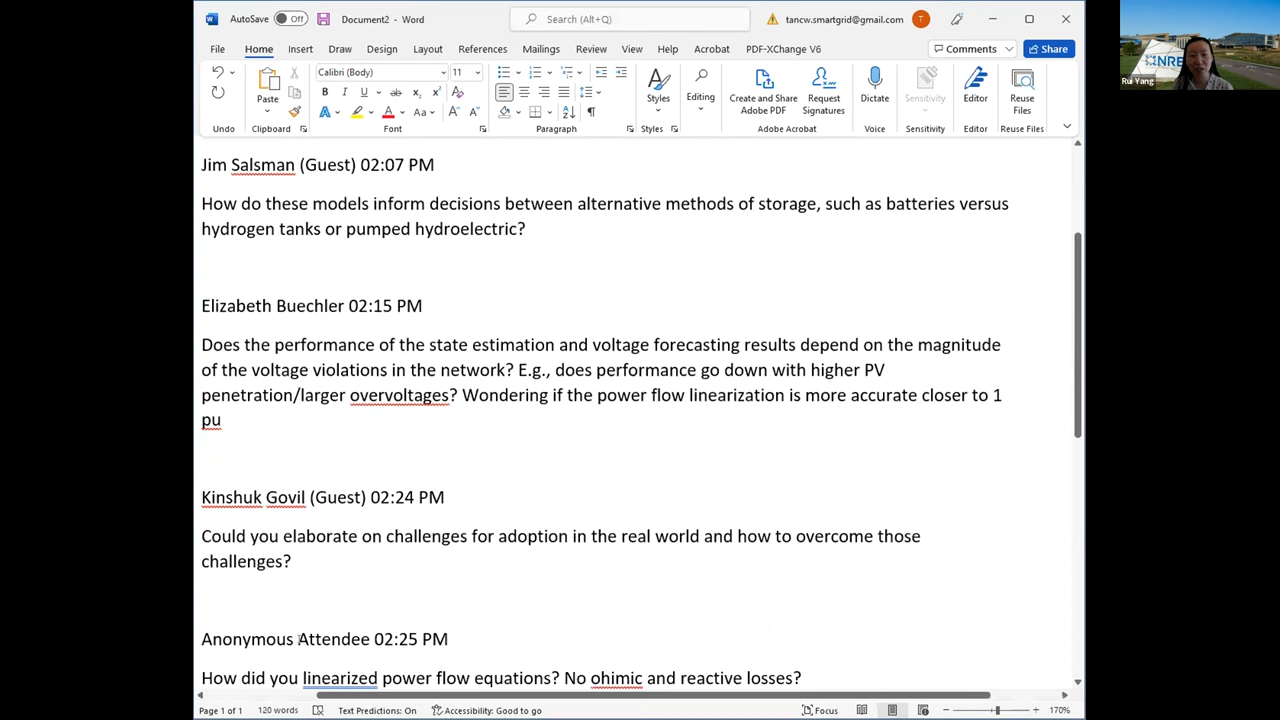 AutoSave Off Document2 - Word Search (Alt+Q) tancw.smartgrid@gmail.com T
File Home Insert Draw Design Layout References Mailings Review View Help Acrobat PDF-XChange V6 Comments Share
Calibri (Body) 11
Paste Styles Editing Create and Share Adobe PDF Request Signatures Dictate Sensitivity Editor Reuse Files
Undo Clipboard Font Paragraph Styles Adobe Acrobat Voice Sensitivity Editor Reuse Files
Rui Yang
Jim Salsman (Guest) 02:07 PM
How do these models inform decisions between alternative methods of storage, such as batteries versus
hydrogen tanks or pumped hydroelectric?
Elizabeth Buechler 02:15 PM
Does the performance of the state estimation and voltage forecasting results depend on the magnitude
of the voltage violations in the network? E.g., does performance go down with higher PV
penetration/larger overvoltages? Wondering if the power flow linearization is more accurate closer to 1
pu
Kinshuk Govil (Guest) 02:24 PM
Could you elaborate on challenges for adoption in the real world and how to overcome those
challenges?
Anonymous Attendee 02:25 PM
How did you linearized power flow equations? No ohimic and reactive losses?
Page 1 of 1 120 words Text Predictions: On Accessibility: Good to go Focus 170%